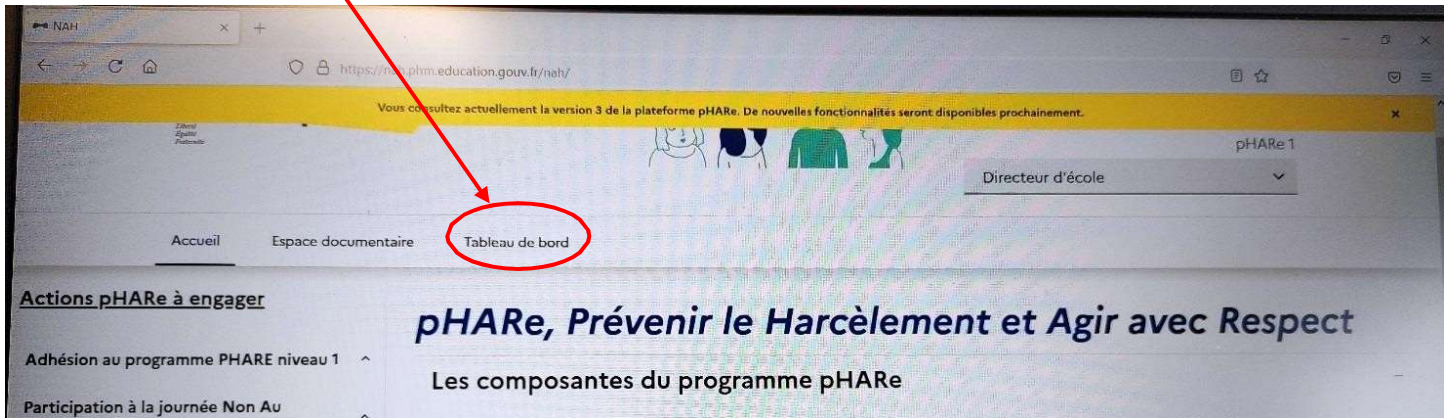 NAH
https://nah.phm.education.gouv.fr/nah/
Vous consultez actuellement la version 3 de la plateforme pHARe. De nouvelles fonctionnalités seront disponibles prochainement.
Liberté
Égalité
Fraternité
pHARe 1
Directeur d'école
Accueil Espace documentaire Tableau de bord
Actions pHARe à engager
pHARe, Prévenir le Harcèlement et Agir avec Respect
Adhésion au programme PHARE niveau 1
Les composantes du programme pHARe
Participation à la journée Non Au